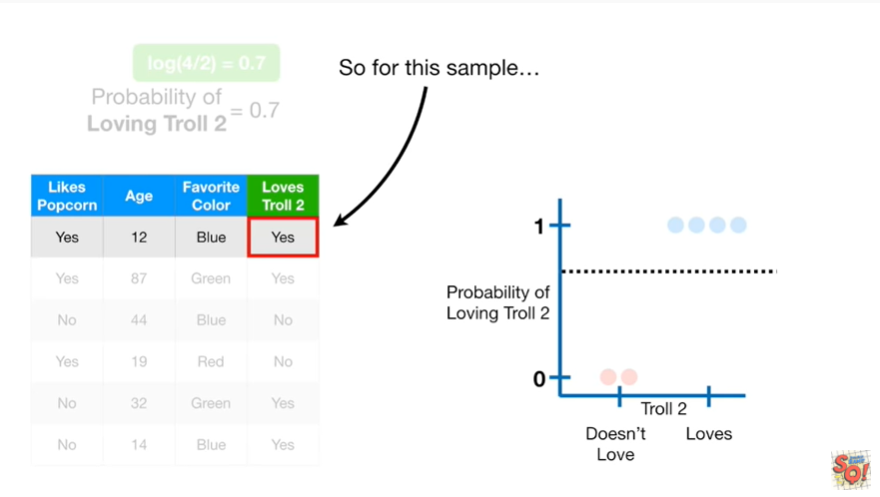 log(4/2) = 0.7
Probability of
Loving Troll 2
= 0.7
So for this sample...
Likes Popcorn Age Favorite Color Loves Troll 2
Yes 12 Blue Yes
Yes 87 Green Yes
No 44 Blue No
Yes 19 Red No
No 32 Green Yes
No 14 Blue Yes
1
Probability of
Loving Troll 2
0
Troll 2
Doesn't
Love
Loves
SQ!